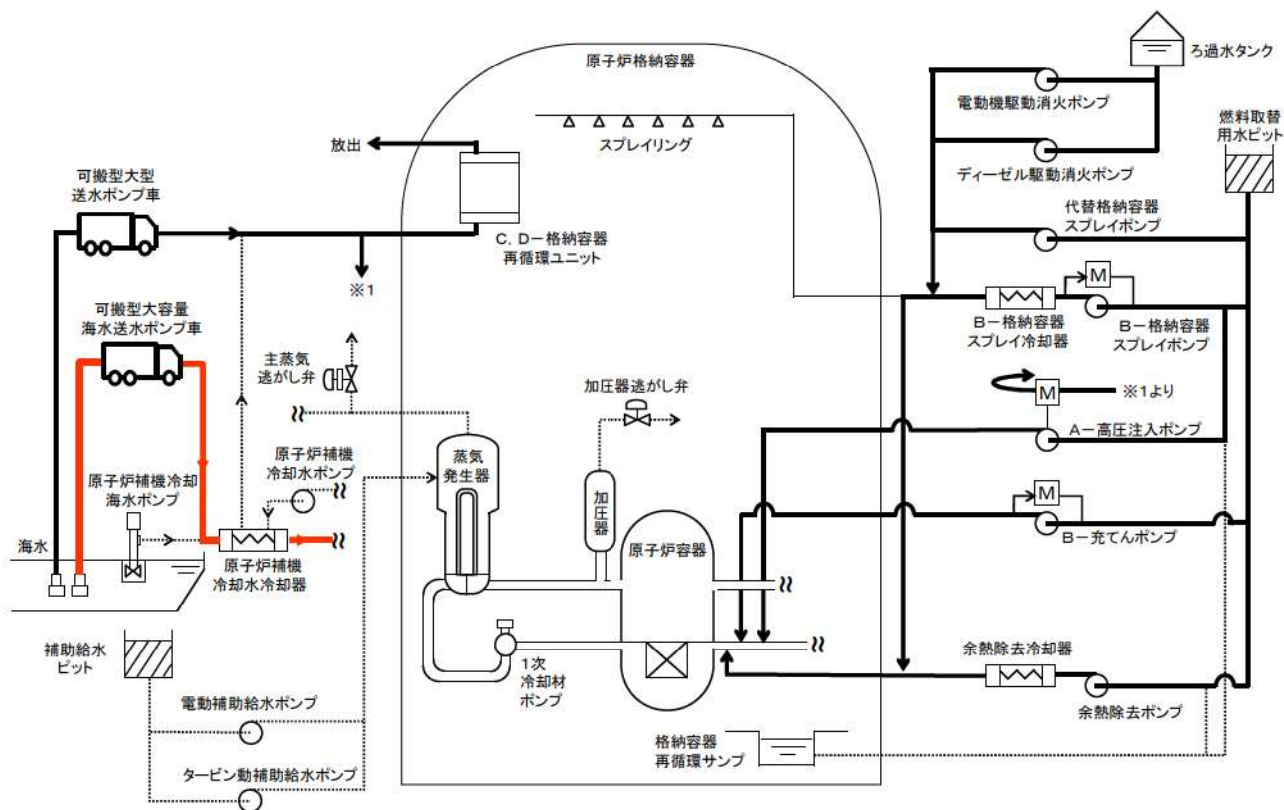 原子炉格納容器
スプレイリング
放出
C，D－格納容器
再循環ユニット
※1
可搬型大型
送水ポンプ車
可搬型大容量
海水送水ポンプ車
主蒸気
逃がし弁
加圧器逃がし弁
原子炉補機
冷却水ポンプ
原子炉補機冷却
海水ポンプ
海水
原子炉補機
冷却水冷却器
蒸気
発生器
加圧器
原子炉容器
1次
冷却材
ポンプ
補助給水
ピット
電動補助給水ポンプ
タービン動補助給水ポンプ
格納容器
再循環サンプ
ろ過水タンク
電動機駆動消火ポンプ
燃料取替
用水ピット
ディーゼル駆動消火ポンプ
代替格納容器
スプレイポンプ
M
B－格納容器
スプレイ冷却器
B－格納容器
スプレイポンプ
M
※1より
A－高圧注入ポンプ
M
B－充てんポンプ
余熱除去冷却器
余熱除去ポンプ